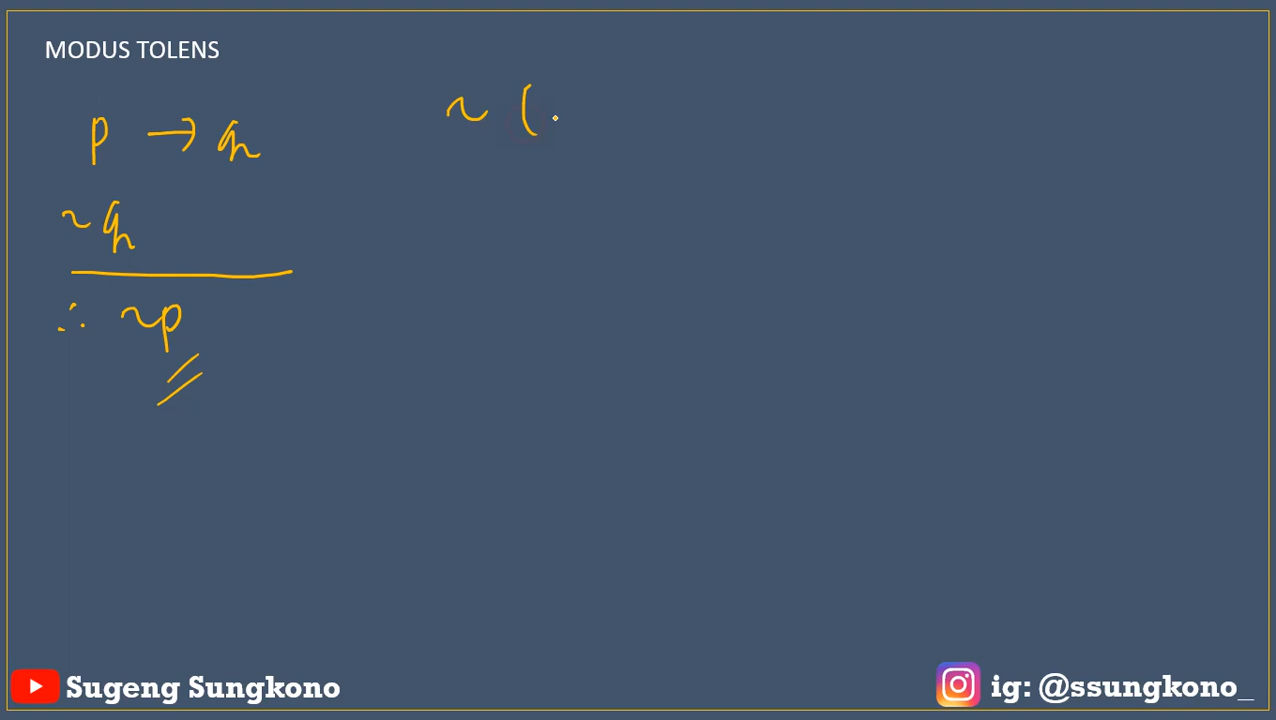 MODUS TOLENS
p → q
~q
∴ ~p
~ (
Sugeng Sungkono
ig: @ssungkono_